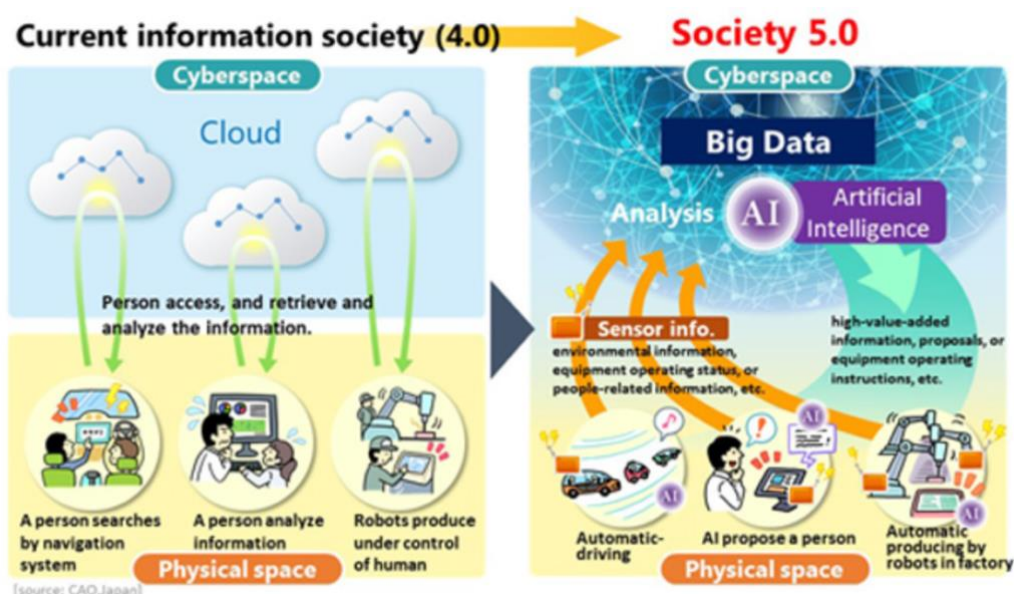 Current information society (4.0)
Society 5.0
Cyberspace
Cloud
Person access, and retrieve and
analyze the information.
A person searches
by navigation
system
A person analyze
information
Robots produce
under control
of human
Physical space
[source: CAO,Japan]
Cyberspace
Big Data
Analysis
AI
Artificial
Intelligence
Sensor info.
environmental information,
equipment operating status, or
people-related information, etc.
high-value-added
information, proposals, or
equipment operating
instructions, etc.
AI
AI
AI
Automatic-
driving
AI propose a person
Automatic
producing by
robots in factory
Physical space